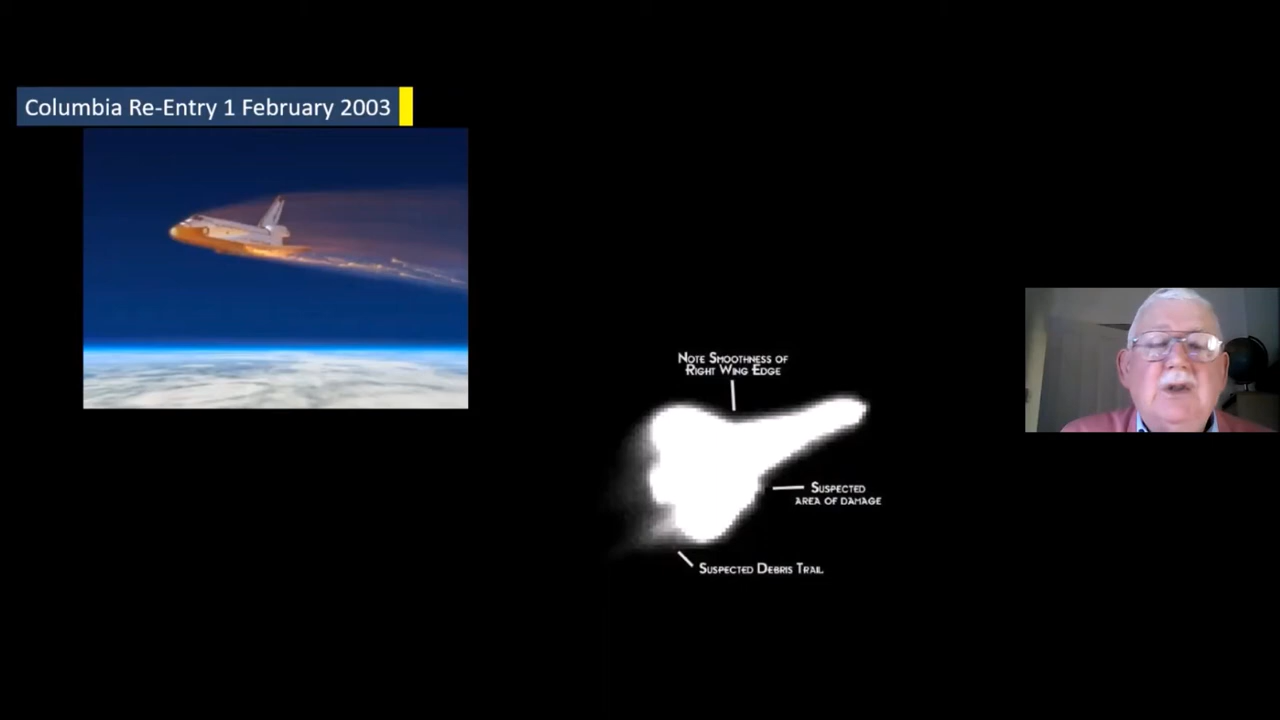 Columbia Re-Entry 1 February 2003
Note Smoothness of
Right Wing Edge
Suspected
area of damage
Suspected Debris Trail